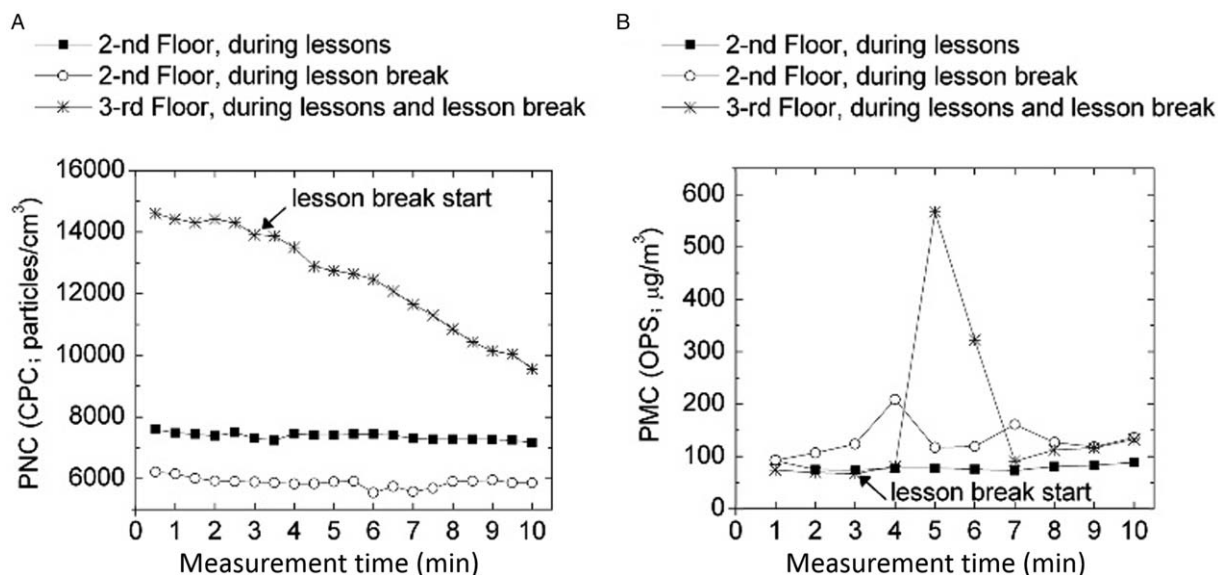 A
2-nd Floor, during lessons
2-nd Floor, during lesson break
3-rd Floor, during lessons and lesson break
16000
14000
12000
10000
8000
6000
lesson break start
PNC (CPC; particles/cm³)
0 1 2 3 4 5 6 7 8 9 10
Measurement time (min)
B
2-nd Floor, during lessons
2-nd Floor, during lesson break
3-rd Floor, during lessons and lesson break
600
500
400
300
200
100
0
lesson break start
PMC (OPS; µg/m³)
0 1 2 3 4 5 6 7 8 9 10
Measurement time (min)